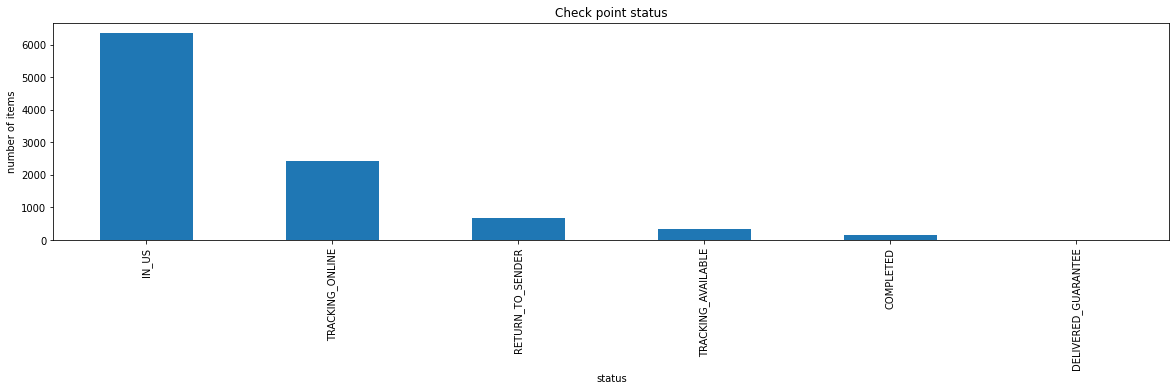 Check point status
number of items
6000
5000
4000
3000
2000
1000
0
IN_US
TRACKING_ONLINE
RETURN_TO_SENDER
TRACKING_AVAILABLE
COMPLETED
DELIVERED_GUARANTEE
status